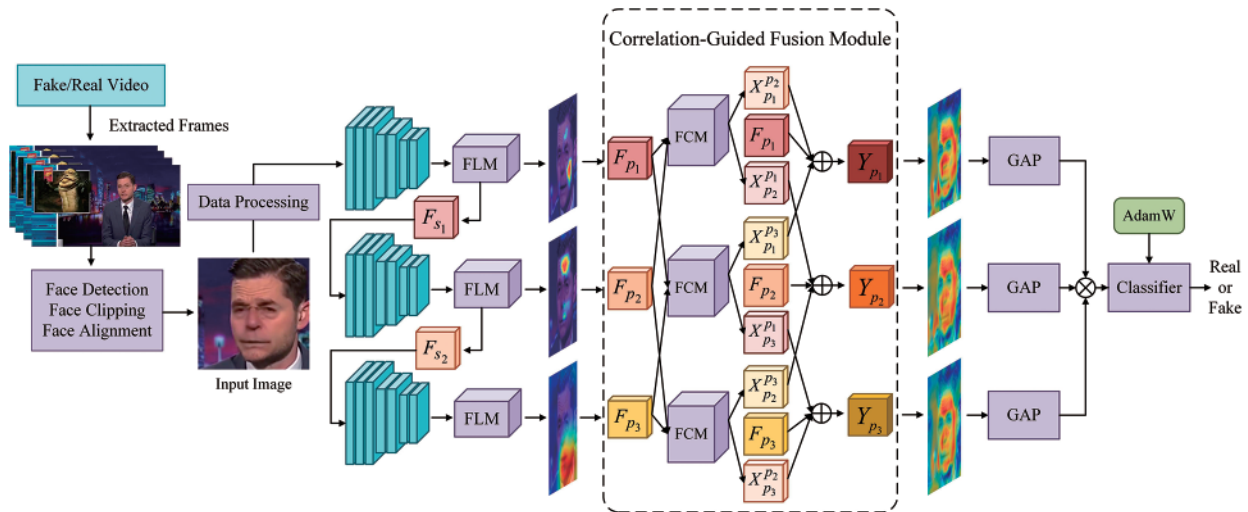 Correlation-Guided Fusion Module
Fake/Real Video
Extracted Frames
Face Detection
Face Clipping
Face Alignment
Data Processing
Input Image
FLM
F_{s_1}
FLM
F_{s_2}
FLM
F_{p_1}
F_{p_2}
F_{p_3}
FCM
FCM
FCM
X_{p_1}^{p_2}
F_{p_1}
X_{p_2}^{p_1}
X_{p_1}^{p_3}
F_{p_2}
X_{p_3}^{p_1}
X_{p_2}^{p_3}
F_{p_3}
X_{p_3}^{p_2}
Y_{p_1}
Y_{p_2}
Y_{p_3}
GAP
GAP
GAP
AdamW
Classifier
Real
or
Fake